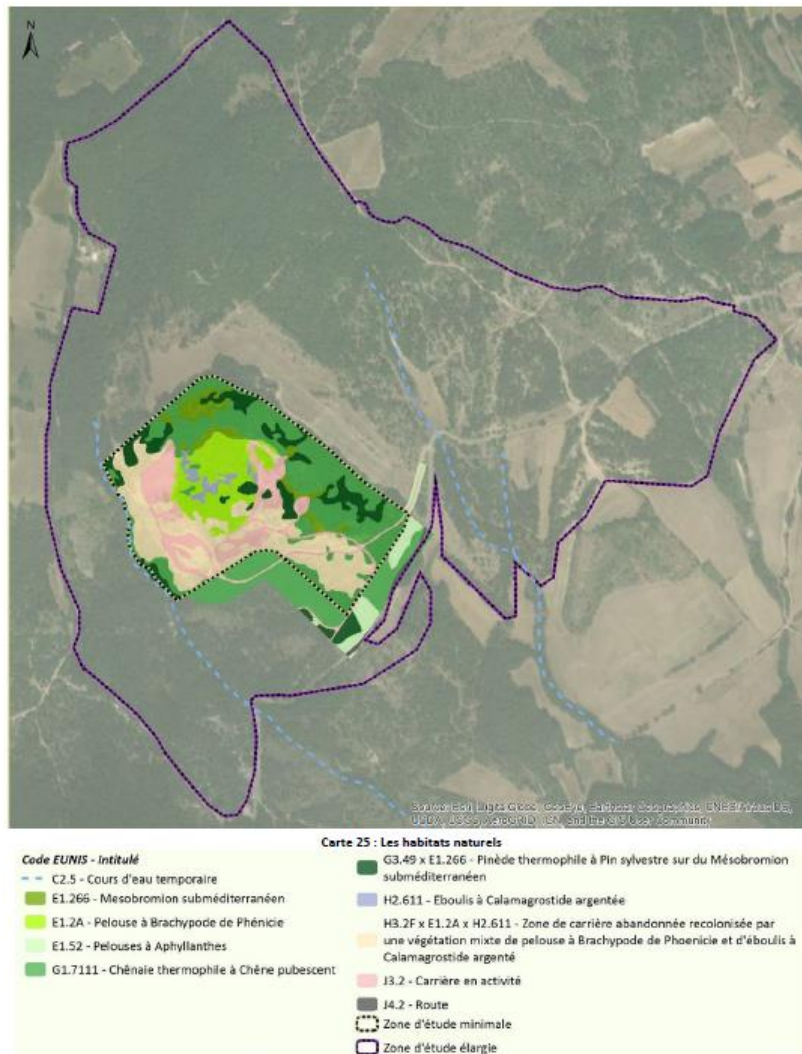 N
Carte 25 : Les habitats naturels
Code EUNIS - Intitulé
C2.5 - Cours d'eau temporaire
E1.266 - Mesobromion subméditerranéen
E1.2A - Pelouse à Brachypode de Phénicie
E1.52 - Pelouses à Aphyllanthes
G1.7111 - Chênaie thermophile à Chêne pubescent
G3.49 x E1.266 - Pinède thermophile à Pin sylvestre sur du Mésobromion
subméditerranéen
H2.611 - Eboulis à Calamagrostide argentée
H3.2F x E1.2A x H2.611 - Zone de carrière abandonnée recolonisée par
une végétation mixte de pelouse à Brachypode de Phoenicie et d'éboulis à
Calamagrostide argenté
J3.2 - Carrière en activité
J4.2 - Route
Zone d'étude minimale
Zone d'étude élargie